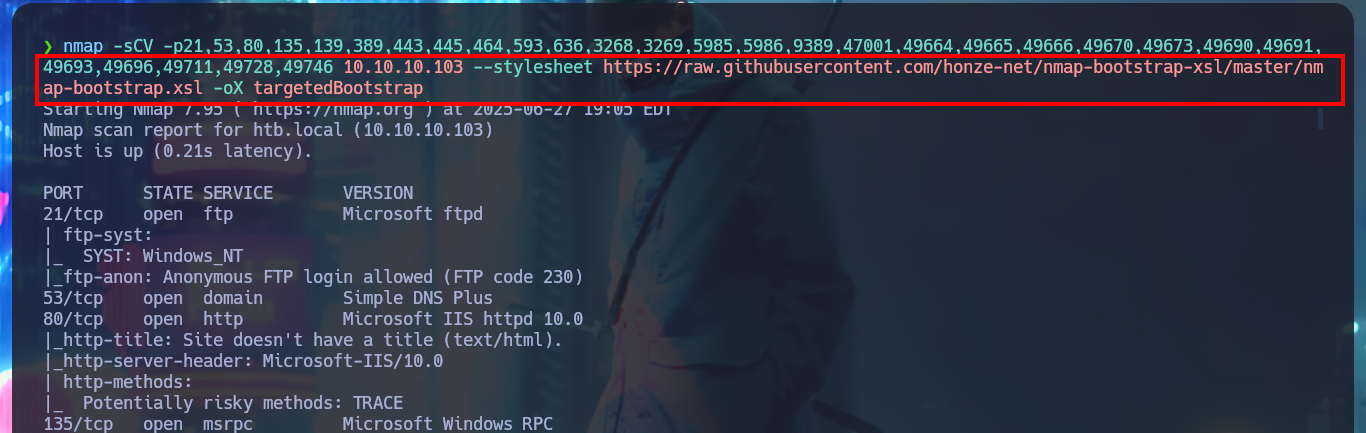 ❯ nmap -sCV -p21,53,80,135,139,389,443,445,464,593,636,3268,3269,5985,5986,9389,47001,49664,49665,49666,49670,49673,49690,49691,
49693,49696,49711,49728,49746 10.10.10.103 --stylesheet https://raw.githubusercontent.com/honze-net/nmap-bootstrap-xsl/master/nm
ap-bootstrap.xsl -oX targetedBootstrap
Starting Nmap 7.95 ( https://nmap.org ) at 2025-06-27 19:05 EDT
Nmap scan report for htb.local (10.10.10.103)
Host is up (0.21s latency).
PORT      STATE SERVICE       VERSION
21/tcp    open  ftp           Microsoft ftpd
| ftp-syst:
|_  SYST: Windows_NT
|_ftp-anon: Anonymous FTP login allowed (FTP code 230)
53/tcp    open  domain        Simple DNS Plus
80/tcp    open  http          Microsoft IIS httpd 10.0
|_http-title: Site doesn't have a title (text/html).
|_http-server-header: Microsoft-IIS/10.0
| http-methods:
|_  Potentially risky methods: TRACE
135/tcp   open  msrpc         Microsoft Windows RPC